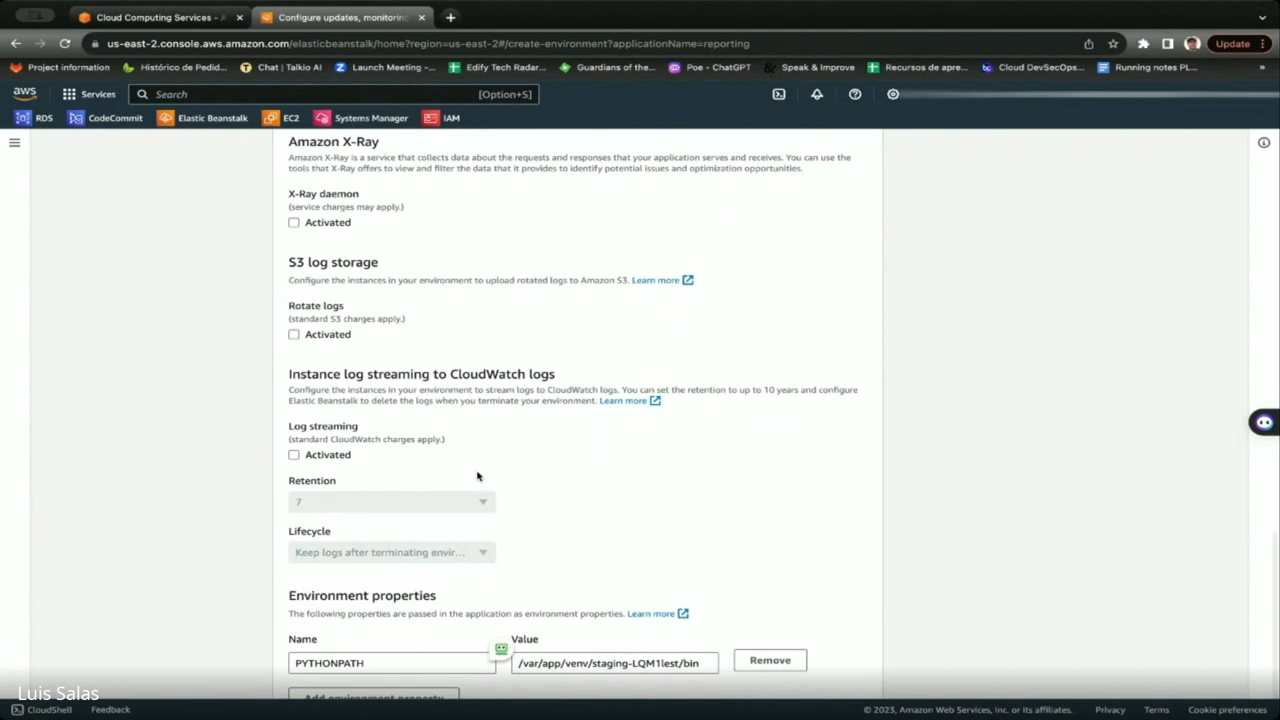 Cloud Computing Services - A
Configure updates, monitoring
us-east-2.console.aws.amazon.com/elasticbeanstalk/home?region=us-east-2#/create-environment?applicationName=reporting
Update
Project information
Histórico de Pedid...
Chat | Talkio AI
Launch Meeting -...
Edify Tech Radar...
Guardians of the...
Poe - ChatGPT
Speak & Improve
Recursos de apre...
Cloud DevSecOps...
Running notes PL...
»
aws
Services
Search
[Option+S]
RDS
CodeCommit
Elastic Beanstalk
EC2
Systems Manager
IAM
Amazon X-Ray
Amazon X-Ray is a service that collects data about the requests and responses that your application serves and receives. You can use the
tools that X-Ray offers to view and filter the data that it provides to identify potential issues and optimization opportunities.
X-Ray daemon
(service charges may apply.)
Activated
S3 log storage
Configure the instances in your environment to upload rotated logs to Amazon S3. Learn more
Rotate logs
(standard S3 charges apply.)
Activated
Instance log streaming to CloudWatch logs
Configure the instances in your environment to stream logs to CloudWatch logs. You can set the retention to up to 10 years and configure
Elastic Beanstalk to delete the logs when you terminate your environment. Learn more
Log streaming
(standard CloudWatch charges apply.)
Activated
Retention
7
Lifecycle
Keep logs after terminating envir...
Environment properties
The following properties are passed in the application as environment properties. Learn more
Name
Value
PYTHONPATH
/var/app/venv/staging-LQM1lest/bin
Remove
Add environment property
Luis Salas
CloudShell
Feedback
© 2023, Amazon Web Services, Inc. or its affiliates.
Privacy
Terms
Cookie preferences